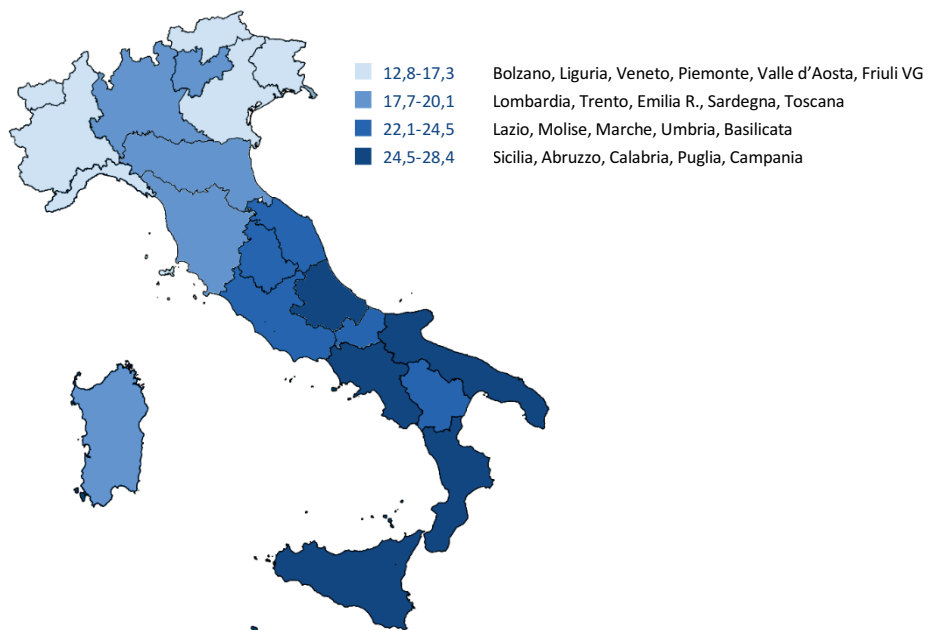 12,8-17,3 Bolzano, Liguria, Veneto, Piemonte, Valle d’Aosta, Friuli VG
17,7-20,1 Lombardia, Trento, Emilia R., Sardegna, Toscana
22,1-24,5 Lazio, Molise, Marche, Umbria, Basilicata
24,5-28,4 Sicilia, Abruzzo, Calabria, Puglia, Campania